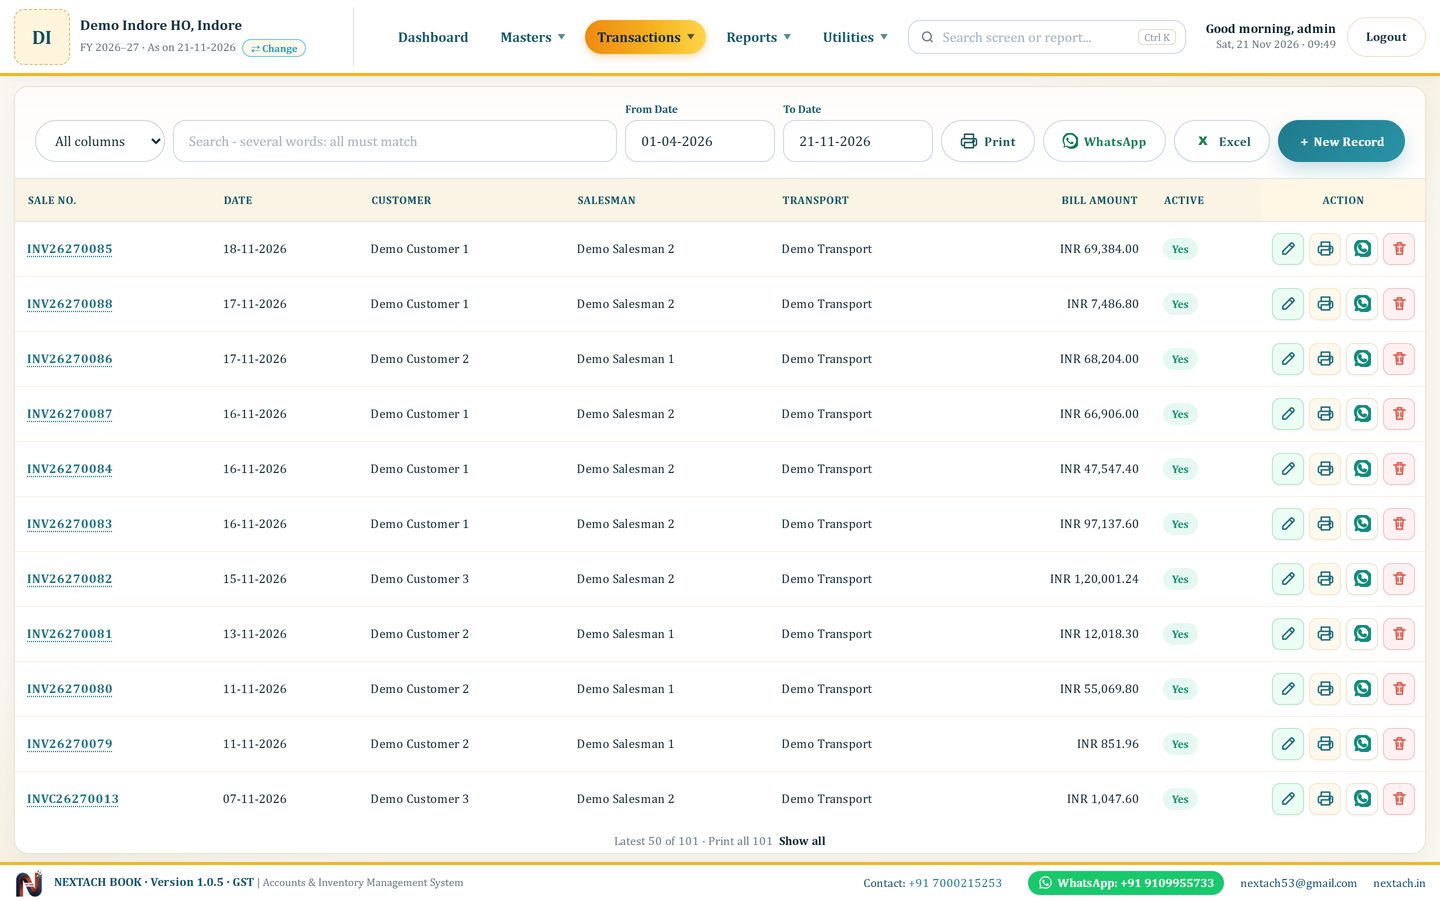 DI
Demo Indore HO, Indore
FY 2026-27 · As on 21-11-2026 ⇄ Change
Dashboard Masters ▼ Transactions ▼ Reports ▼ Utilities ▼
Search screen or report... Ctrl K
Good morning, admin
Sat, 21 Nov 2026 · 09:49
Logout
From Date To Date
All columns Search - several words: all must match 01-04-2026 21-11-2026 Print WhatsApp X Excel + New Record
SALE NO. DATE CUSTOMER SALESMAN TRANSPORT BILL AMOUNT ACTIVE ACTION
INV26270085 18-11-2026 Demo Customer 1 Demo Salesman 2 Demo Transport INR 69,384.00 Yes
INV26270088 17-11-2026 Demo Customer 1 Demo Salesman 2 Demo Transport INR 7,486.80 Yes
INV26270086 17-11-2026 Demo Customer 2 Demo Salesman 1 Demo Transport INR 68,204.00 Yes
INV26270087 16-11-2026 Demo Customer 1 Demo Salesman 2 Demo Transport INR 66,906.00 Yes
INV26270084 16-11-2026 Demo Customer 1 Demo Salesman 2 Demo Transport INR 47,547.40 Yes
INV26270083 16-11-2026 Demo Customer 1 Demo Salesman 2 Demo Transport INR 97,137.60 Yes
INV26270082 15-11-2026 Demo Customer 3 Demo Salesman 2 Demo Transport INR 1,20,001.24 Yes
INV26270081 13-11-2026 Demo Customer 2 Demo Salesman 1 Demo Transport INR 12,018.30 Yes
INV26270080 11-11-2026 Demo Customer 2 Demo Salesman 1 Demo Transport INR 55,069.80 Yes
INV26270079 11-11-2026 Demo Customer 2 Demo Salesman 1 Demo Transport INR 851.96 Yes
INVC26270013 07-11-2026 Demo Customer 3 Demo Salesman 2 Demo Transport INR 1,047.60 Yes
Latest 50 of 101 · Print all 101 Show all
N NEXTACH BOOK · Version 1.0.5 · GST | Accounts & Inventory Management System Contact: +91 7000215253 WhatsApp: +91 9109955733 nextach53@gmail.com nextach.in